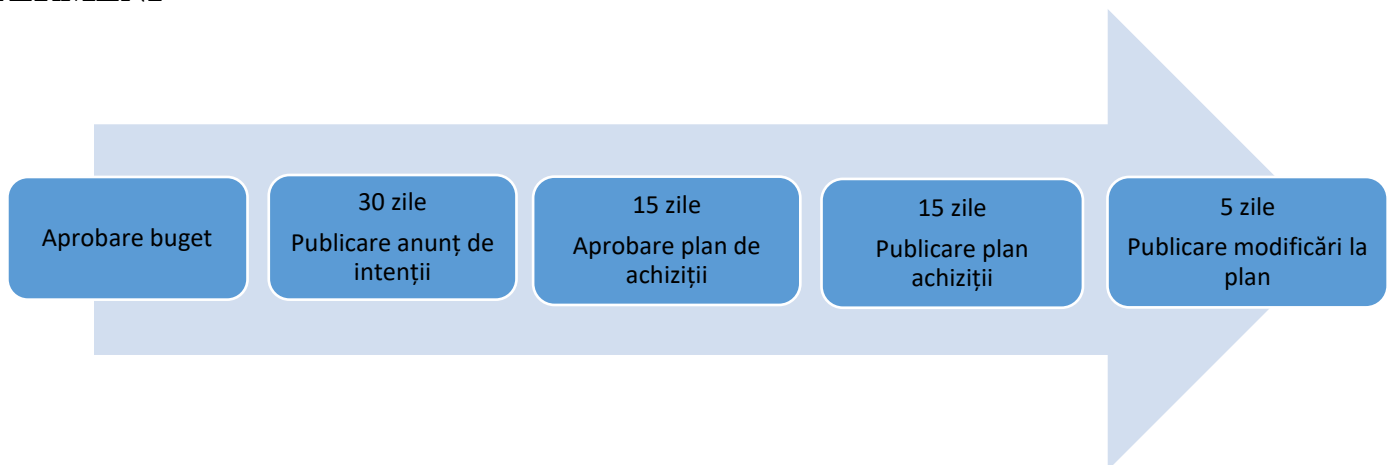 Aprobare buget
30 zile
Publicare anunț de
intenții
15 zile
Aprobare plan de
achiziții
15 zile
Publicare plan
achiziții
5 zile
Publicare modificări la
plan